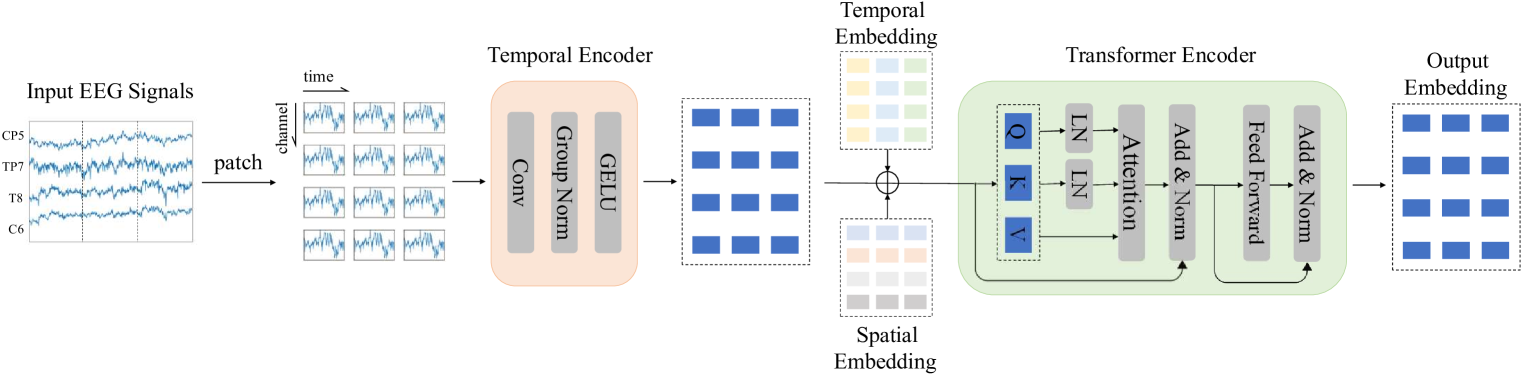 Input EEG Signals
CP5
TP7
T8
C6
patch
time
channel
Temporal Encoder
Conv
Group Norm
GELU
Temporal
Embedding
Spatial
Embedding
Transformer Encoder
Q
K
V
LN
LN
Attention
Add & Norm
Feed Forward
Add & Norm
Output
Embedding